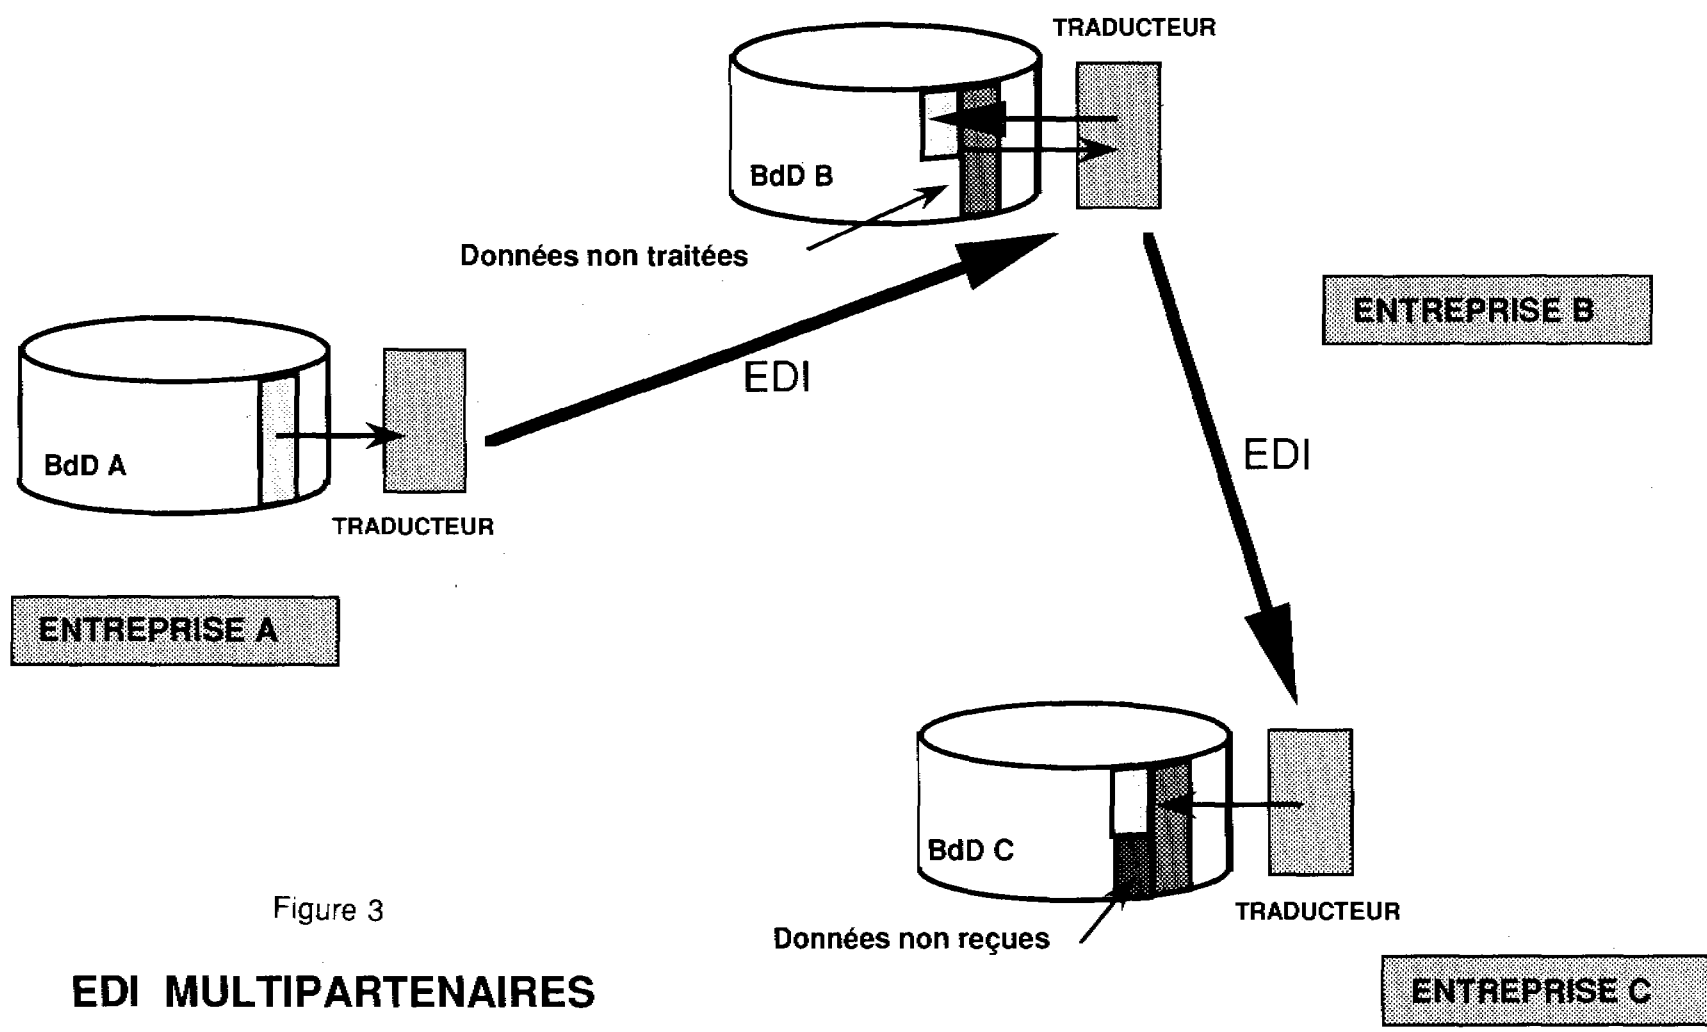 TRADUCTEUR
BdD B
Données non traitées
ENTREPRISE B
EDI
BdD A
EDI
TRADUCTEUR
ENTREPRISE A
BdD C
Figure 3
TRADUCTEUR
Données non reçues
EDI MULTIPARTENAIRES
ENTREPRISE C